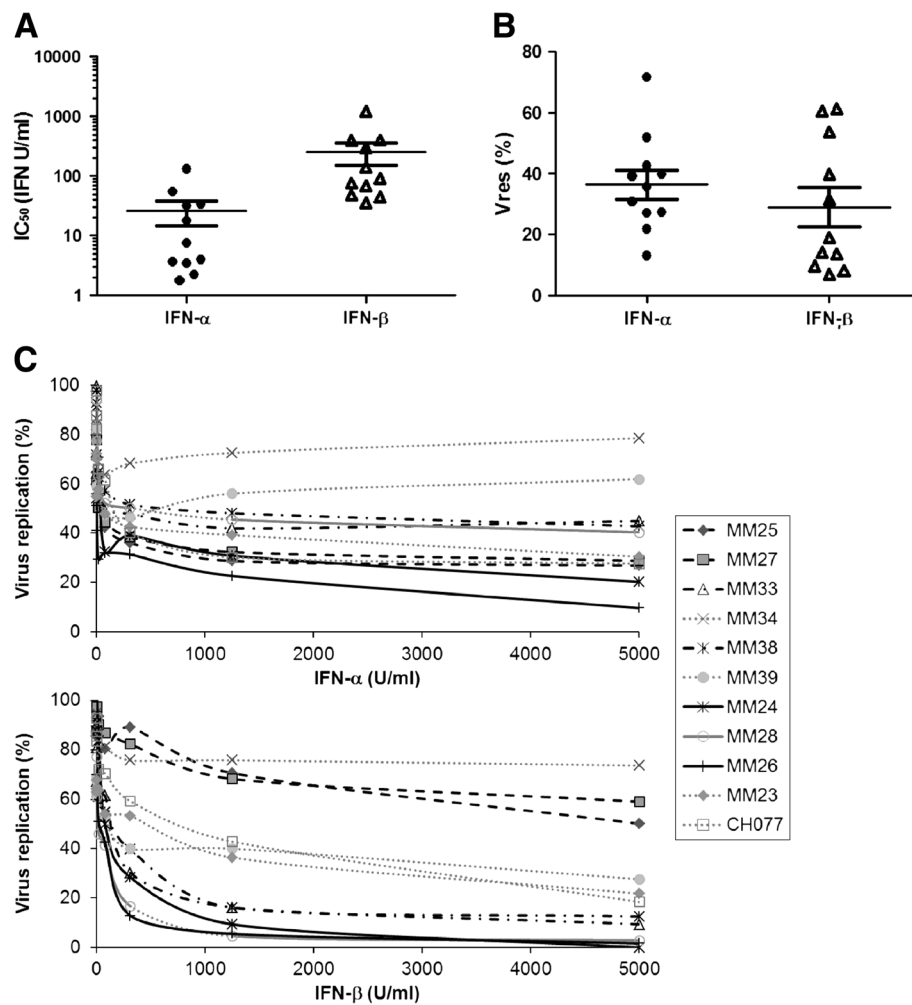 A
B
IC₅₀ (IFN U/ml)
10000
1000
100
10
1
IFN-α
IFN-β
Vres (%)
80
60
40
20
0
IFN-α
IFN-β
C
Virus replication (%)
100
80
60
40
20
0
0
1000
2000
3000
4000
5000
IFN-α (U/ml)
Virus replication (%)
100
80
60
40
20
0
0
1000
2000
3000
4000
5000
IFN-β (U/ml)
MM25
MM27
MM33
MM34
MM38
MM39
MM24
MM28
MM26
MM23
CH077